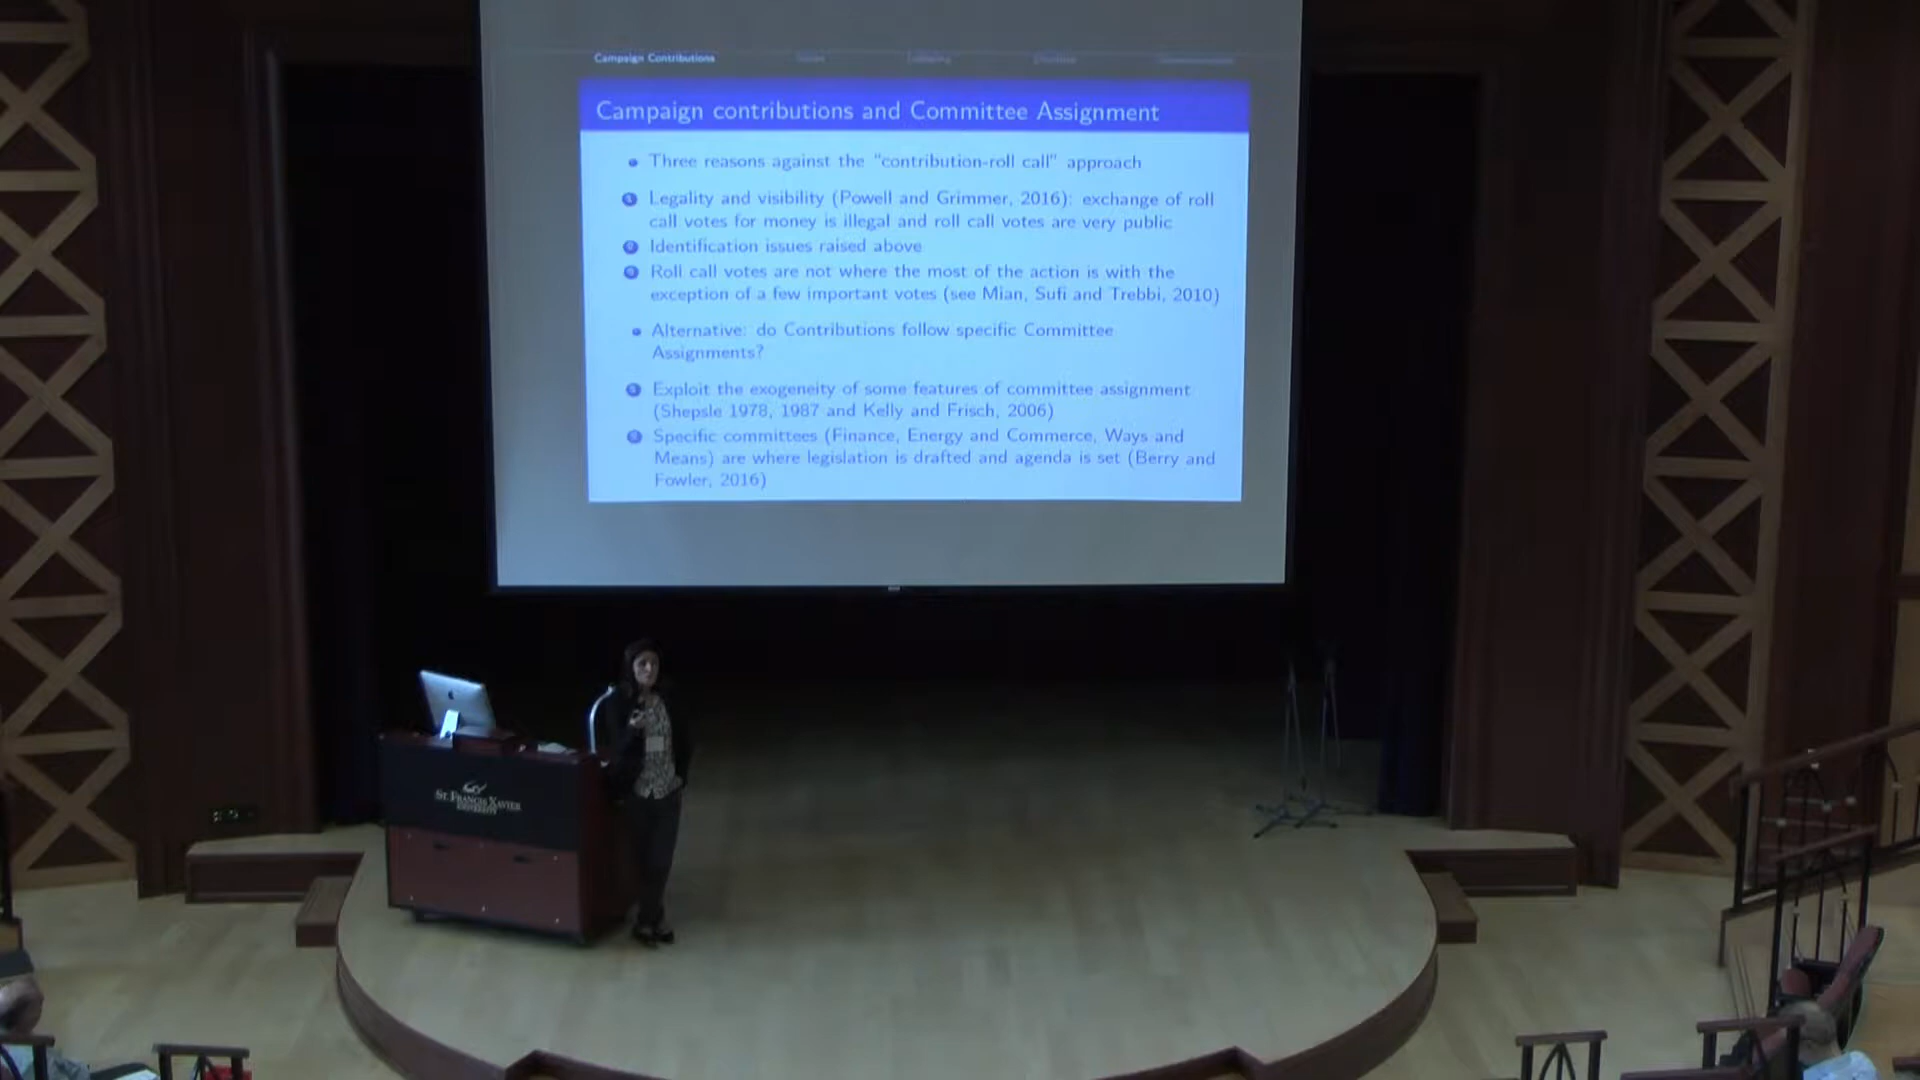 Campaign Contributions
Campaign contributions and Committee Assignment
Three reasons against the "contribution-roll call" approach
Legality and visibility (Powell and Grimmer, 2016): exchange of roll
call votes for money is illegal and roll call votes are very public
Identification issues raised above
Roll call votes are not where the most of the action is with the
exception of a few important votes (see Mian, Sufi and Trebbi, 2010)
Alternative: do Contributions follow specific Committee
Assignments?
Exploit the exogeneity of some features of committee assignment
(Shepsle 1978, 1987 and Kelly and Frisch, 2006)
Specific committees (Finance, Energy and Commerce, Ways and
Means) are where legislation is drafted and agenda is set (Berry and
Fowler, 2016)
ST. FRANCIS XAVIER
UNIVERSITY